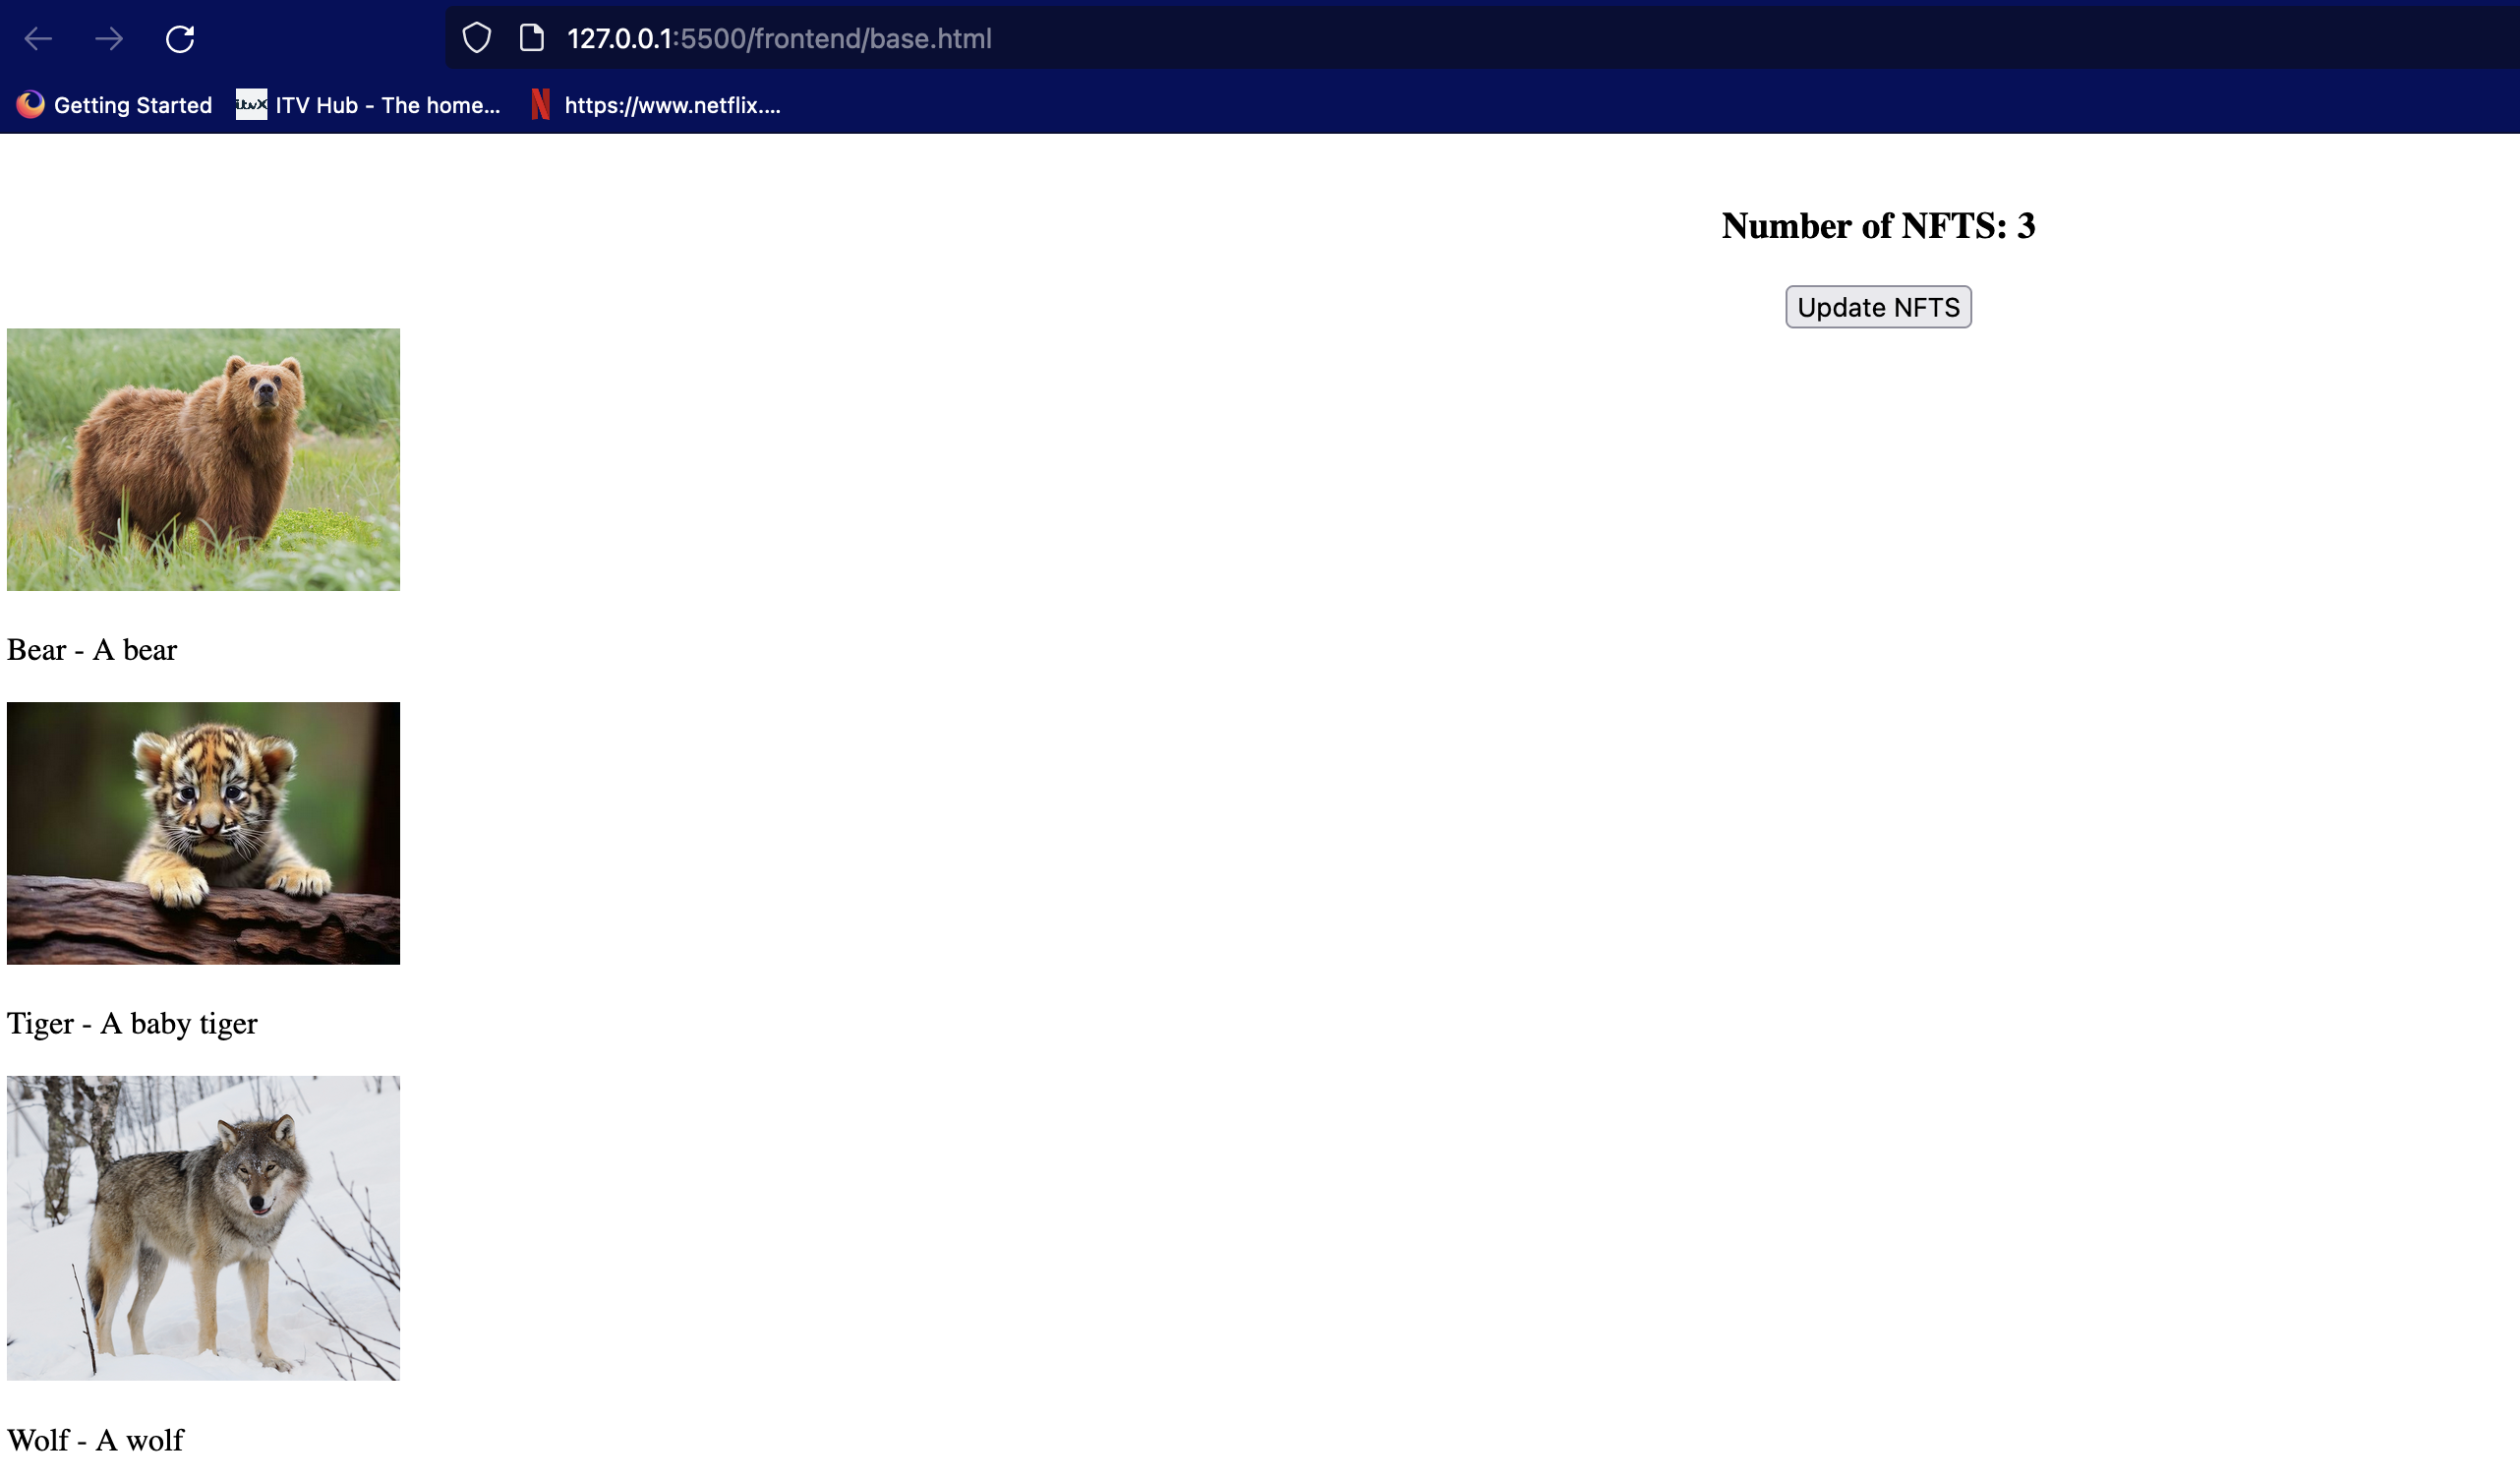 127.0.0.1:5500/frontend/base.html
Getting Started
itvX
ITV Hub - The home...
N
https://www.netflix....
Number of NFTS: 3
Update NFTS
Bear - A bear
Tiger - A baby tiger
Wolf - A wolf